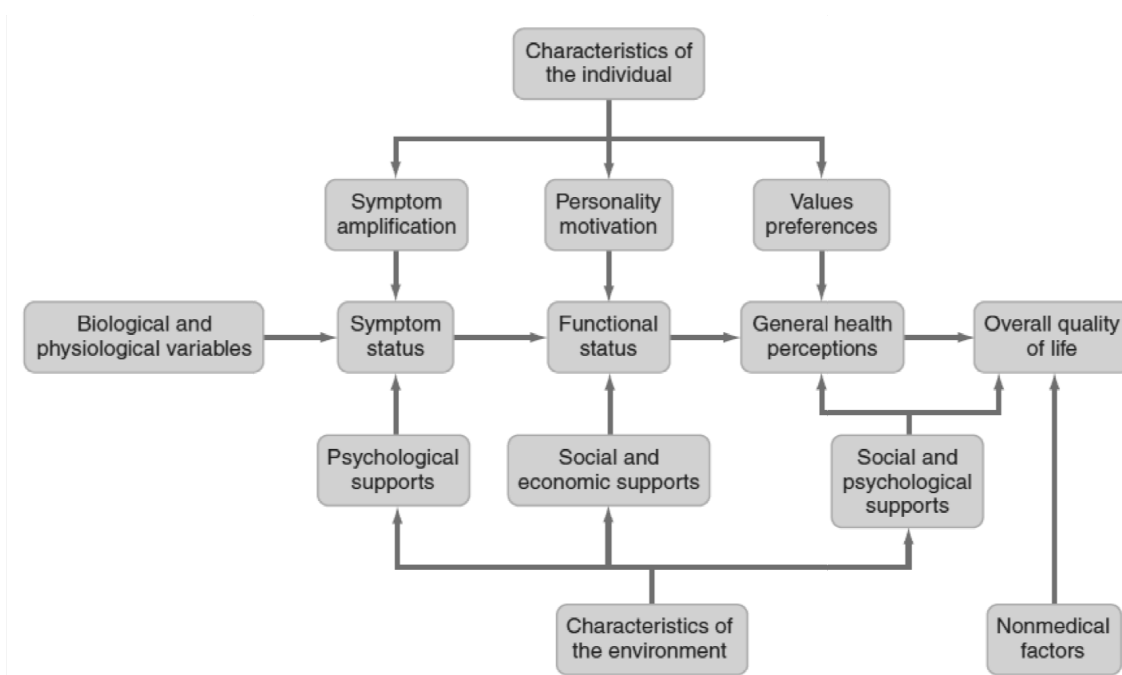 Characteristics of
the individual
Symptom
amplification
Personality
motivation
Values
preferences
Biological and
physiological variables
Symptom
status
Functional
status
General health
perceptions
Overall quality
of life
Psychological
supports
Social and
economic supports
Social and
psychological
supports
Characteristics of
the environment
Nonmedical
factors